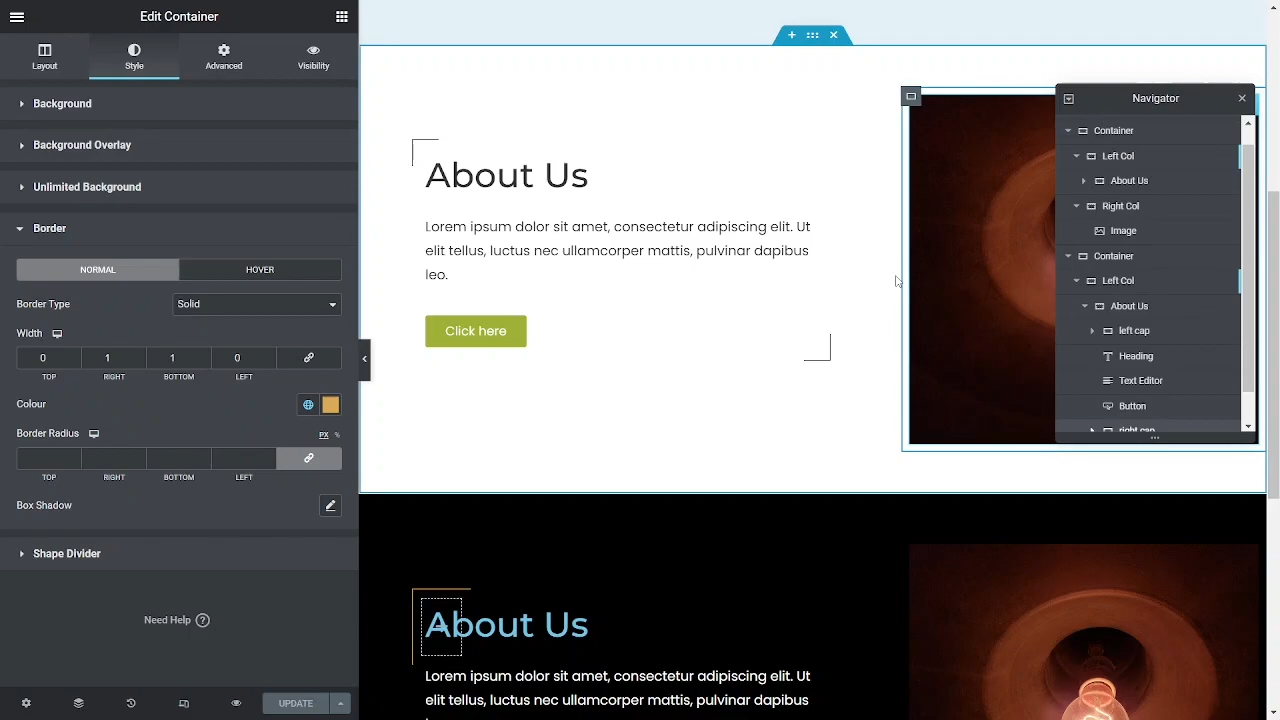 Edit Container
Layout
Style
Advanced
Visibility
Background
Background Overlay
Unlimited Background
Border
NORMAL
HOVER
Border Type
Solid
Width
0
1
1
0
TOP
RIGHT
BOTTOM
LEFT
Colour
Border Radius
PX %
TOP
RIGHT
BOTTOM
LEFT
Box Shadow
Shape Divider
Need Help
UPDATE
About Us
Lorem ipsum dolor sit amet, consectetur adipiscing elit. Ut
elit tellus, luctus nec ullamcorper mattis, pulvinar dapibus
leo.
Click here
Navigator
Container
Left Col
About Us
Right Col
Image
Container
Left Col
About Us
left cap
Heading
Text Editor
Button
right cap
About Us
Lorem ipsum dolor sit amet, consectetur adipiscing elit. Ut
elit tellus, luctus nec ullamcorper mattis, pulvinar dapibus